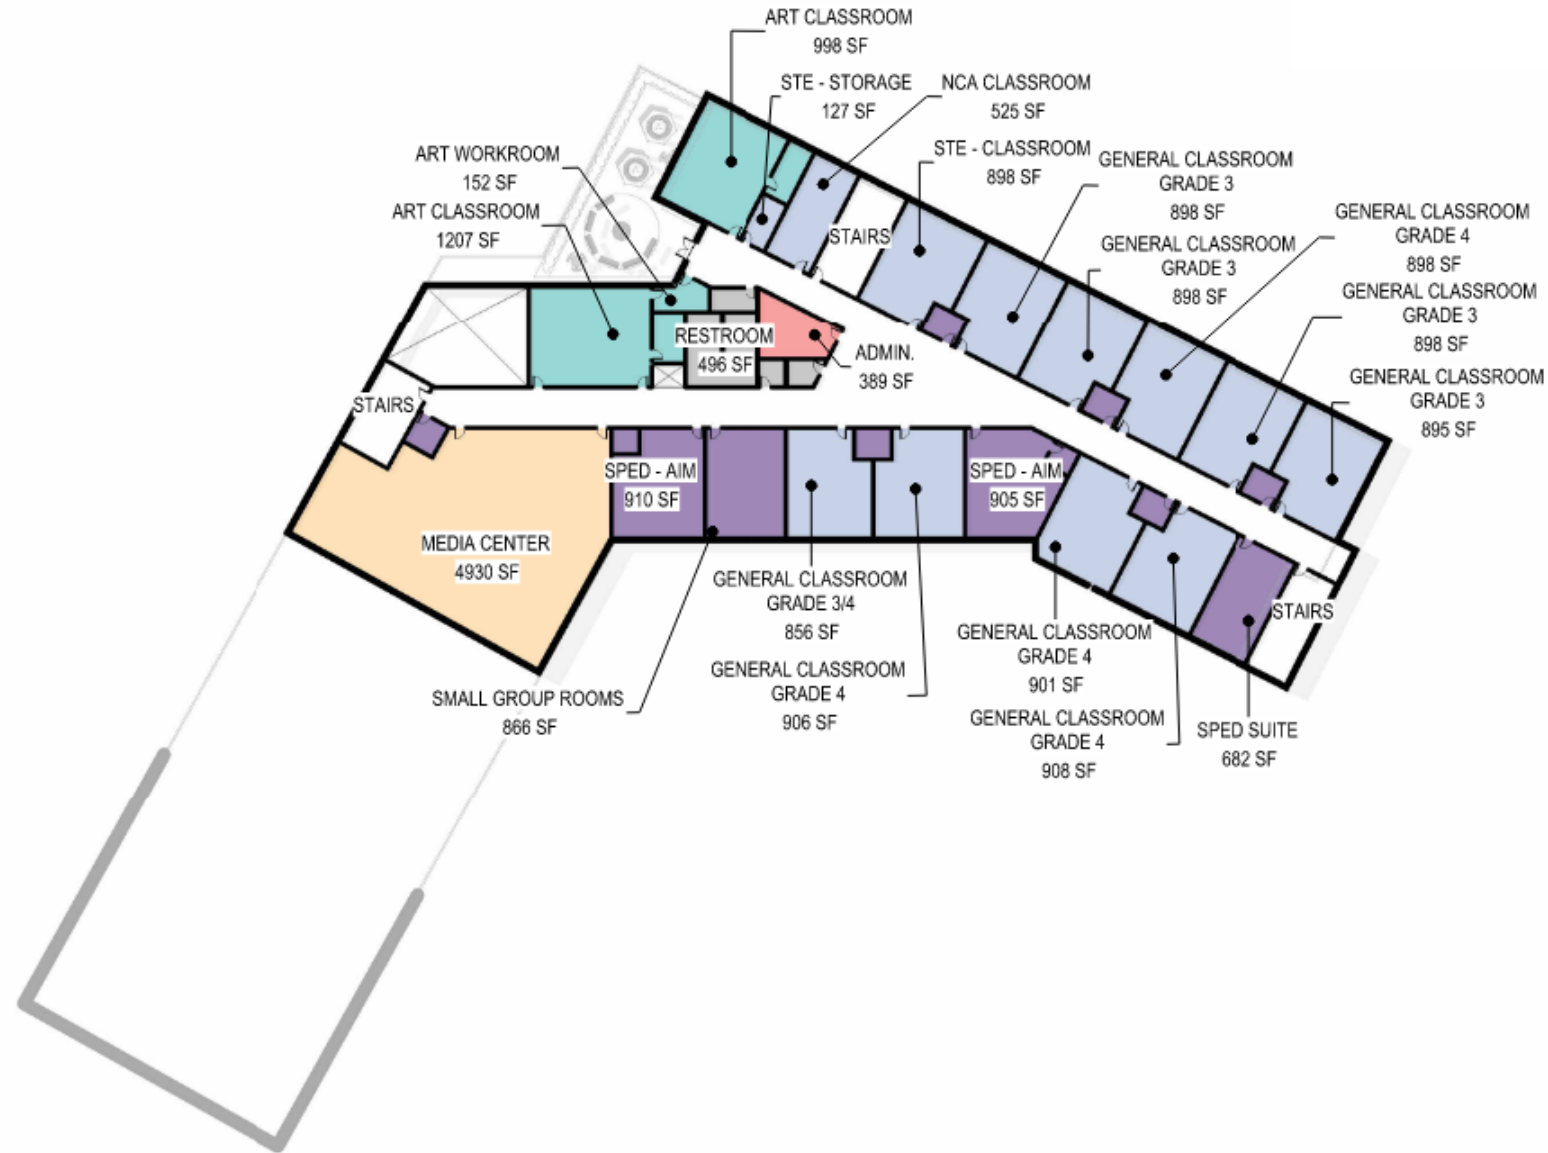 ART CLASSROOM
998 SF
STE - STORAGE
127 SF
NCA CLASSROOM
525 SF
STE - CLASSROOM
898 SF
GENERAL CLASSROOM
GRADE 3
898 SF
GENERAL CLASSROOM
GRADE 4
898 SF
GENERAL CLASSROOM
GRADE 3
898 SF
GENERAL CLASSROOM
GRADE 3
898 SF
GENERAL CLASSROOM
GRADE 3
895 SF
ART WORKROOM
152 SF
ART CLASSROOM
1207 SF
STAIRS
RESTROOM
496 SF
ADMIN.
389 SF
STAIRS
SPED - AIM
910 SF
SPED - AIM
905 SF
MEDIA CENTER
4930 SF
GENERAL CLASSROOM
GRADE 3/4
856 SF
GENERAL CLASSROOM
GRADE 4
906 SF
SMALL GROUP ROOMS
866 SF
GENERAL CLASSROOM
GRADE 4
901 SF
GENERAL CLASSROOM
GRADE 4
908 SF
STAIRS
SPED SUITE
682 SF